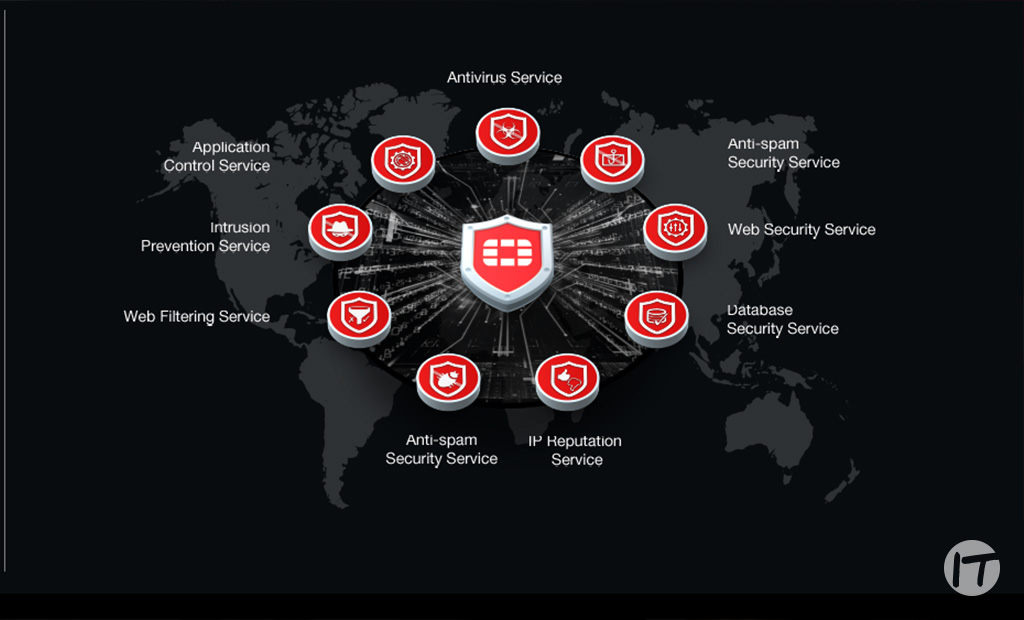 Antivirus Service
Application
Control Service
Anti-spam
Security Service
Intrusion
Prevention Service
Web Security Service
Web Filtering Service
Database
Security Service
Anti-spam
Security Service
IP Reputation
Service
IT